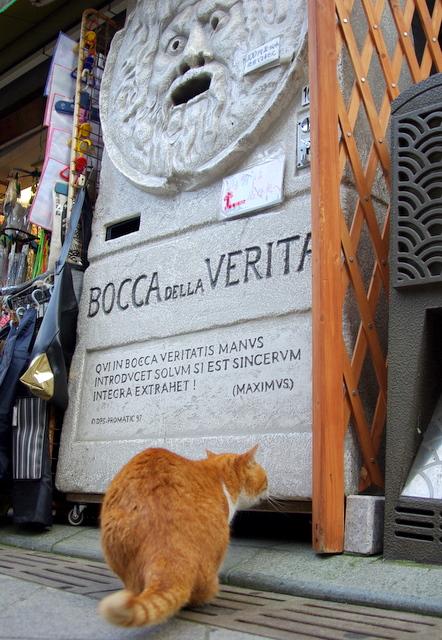 BOCCA DELLA VERITA
QVI IN BOCCA VERITATIS MANVS
INTRODVCET SOLVM SI EST SINCERVM
INTEGRA EXTRAHET !
(MAXIMVS)